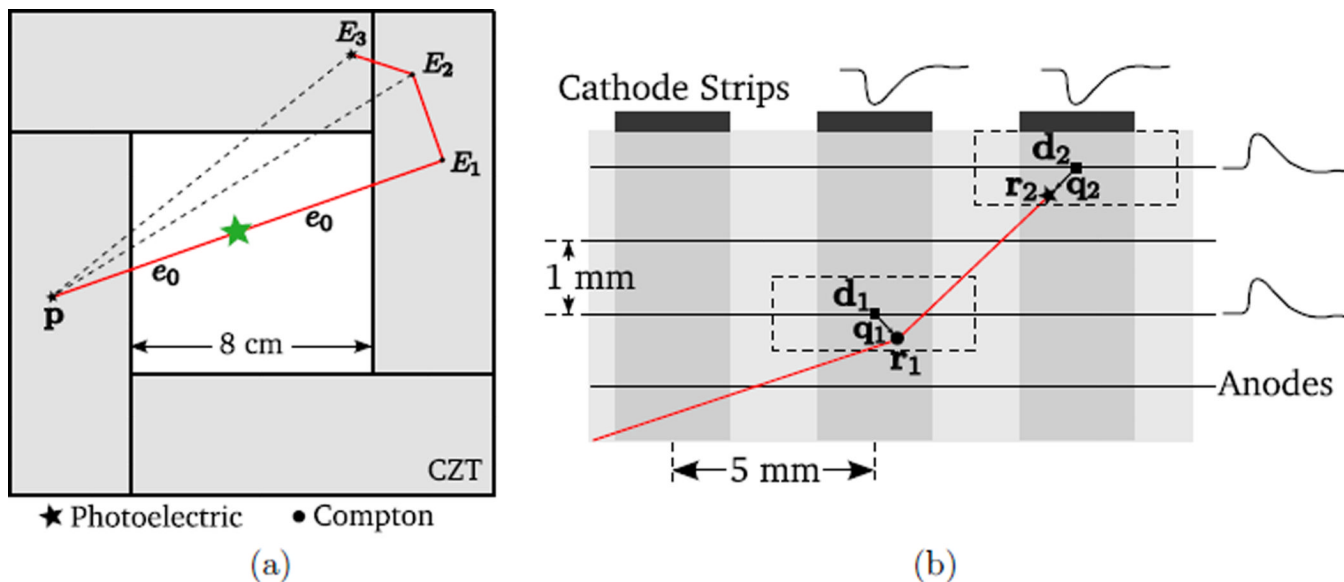 E₃
E₂
E₁
e₀
e₀
p
8 cm
CZT
★ Photoelectric ● Compton
(a)
Cathode Strips
d₂
r₂ q₂
1 mm
d₁
q₁
r₁
Anodes
5 mm
(b)